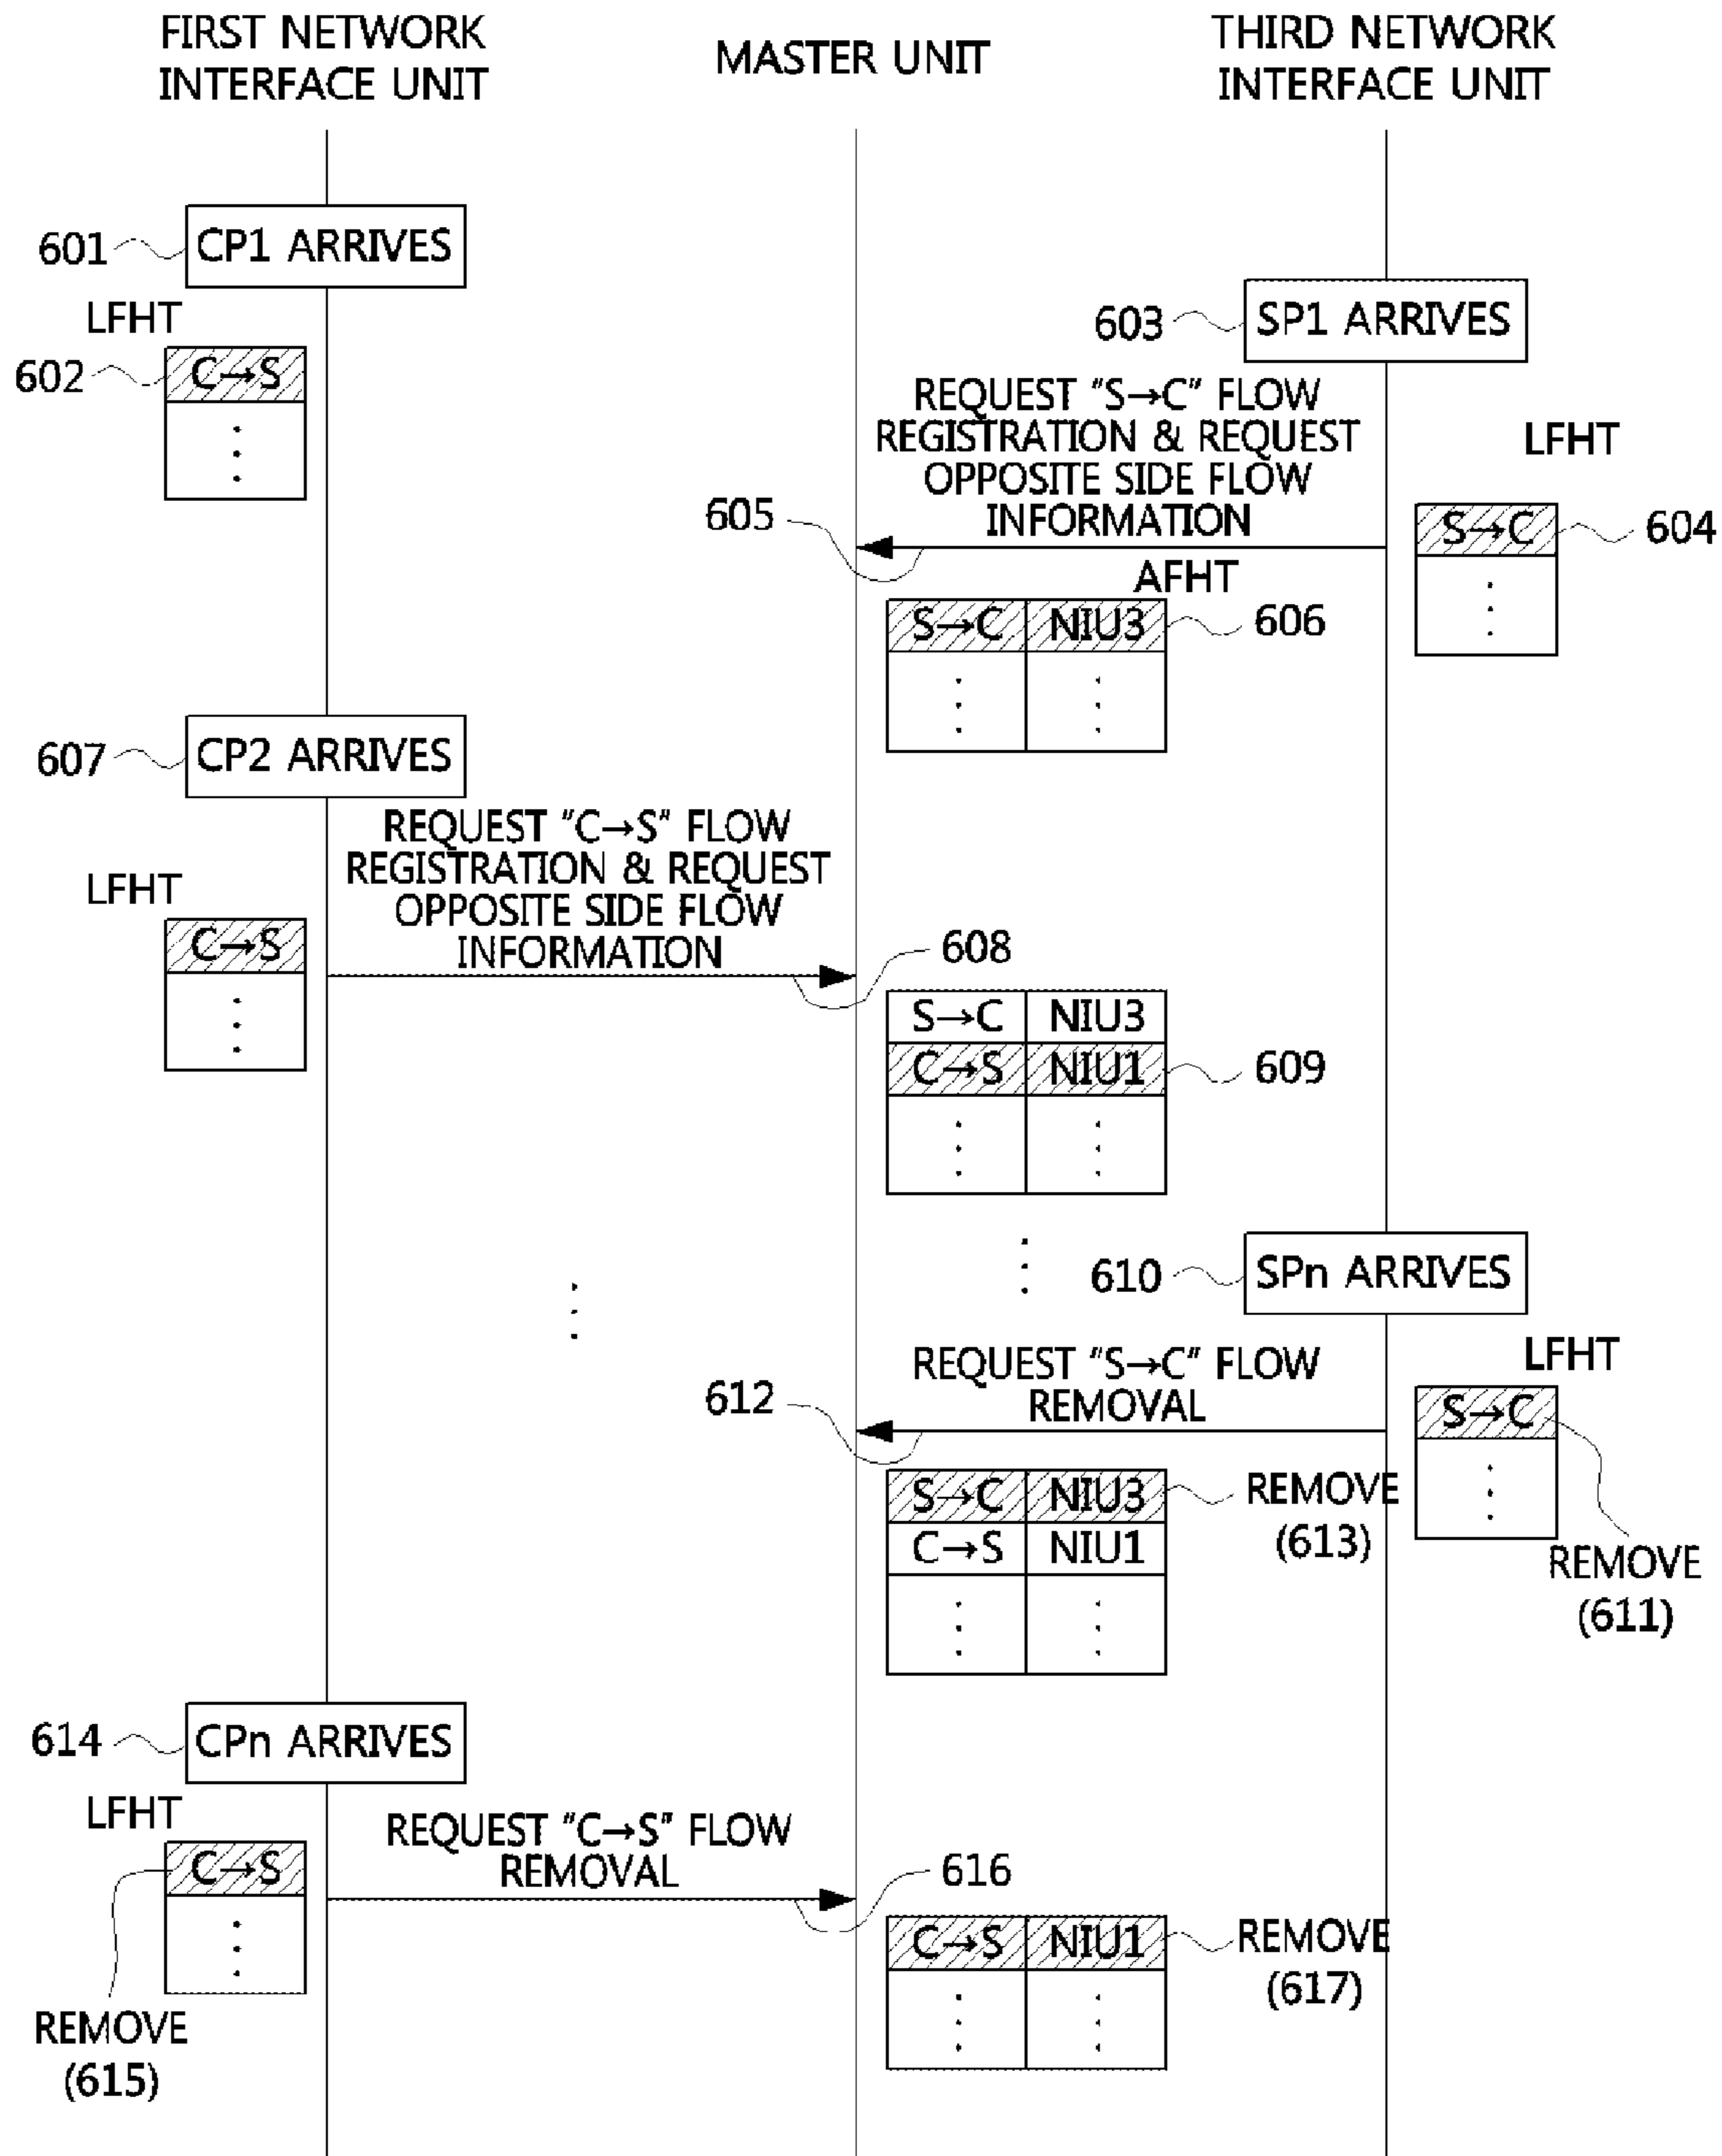 FIRST NETWORK
INTERFACE UNIT
MASTER UNIT
THIRD NETWORK
INTERFACE UNIT
601
CP1 ARRIVES
603
SP1 ARRIVES
LFHT
602
C→S
REQUEST "S→C" FLOW
REGISTRATION & REQUEST
OPPOSITE SIDE FLOW
INFORMATION
605
LFHT
S→C
604
AFHT
S→C NIU3
606
607
CP2 ARRIVES
REQUEST "C→S" FLOW
REGISTRATION & REQUEST
OPPOSITE SIDE FLOW
INFORMATION
LFHT
C→S
608
S→C NIU3
C→S NIU1
609
610
SPn ARRIVES
REQUEST "S→C" FLOW
REMOVAL
612
LFHT
S→C
REMOVE
(611)
S→C NIU3
C→S NIU1
REMOVE
(613)
614
CPn ARRIVES
LFHT
C→S
REMOVE
(615)
REQUEST "C→S" FLOW
REMOVAL
616
C→S NIU1
REMOVE
(617)